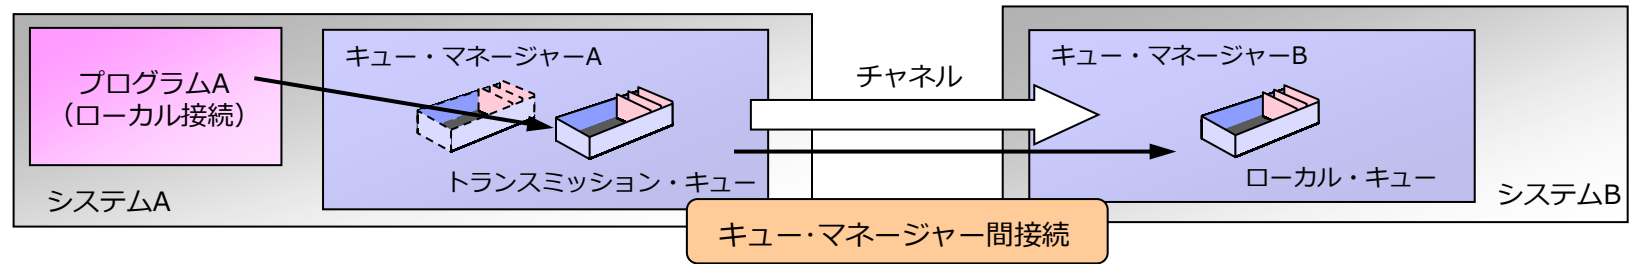 プログラムA
（ローカル接続）
システムA
キュー・マネージャーA
トランスミッション・キュー
チャネル
キュー・マネージャー間接続
キュー・マネージャーB
ローカル・キュー
システムB